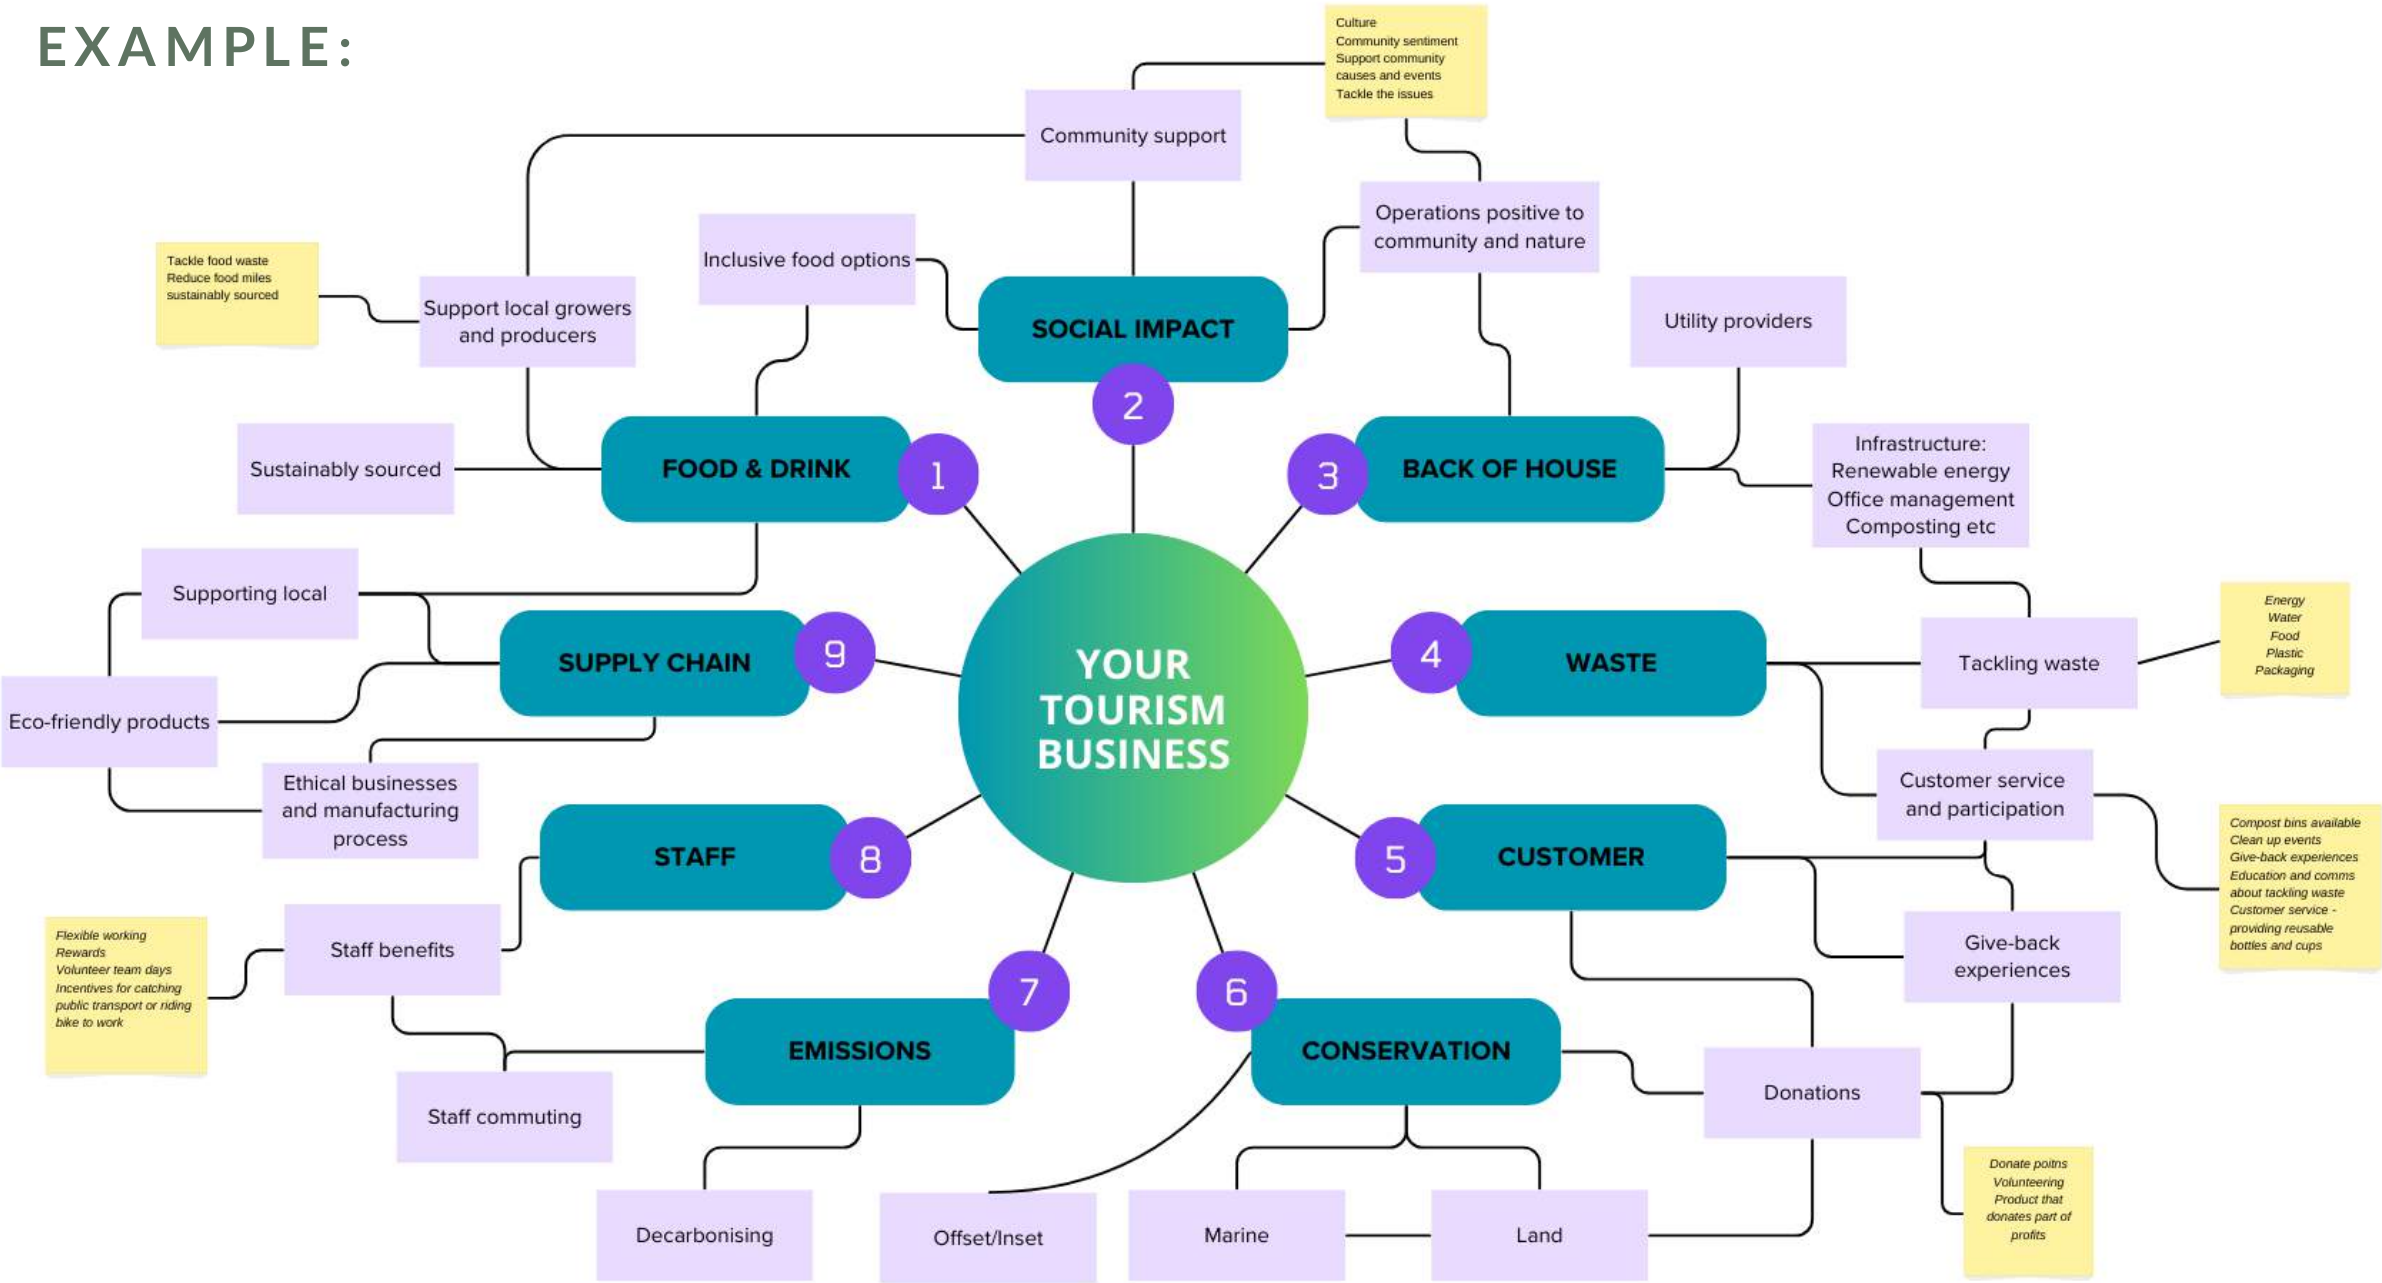 EXAMPLE:
Culture
Community sentiment
Support community
causes and events
Tackle the issues
Community support
Operations positive to
community and nature
Inclusive food options
Tackle food waste
Reduce food miles
sustainably sourced
Support local growers
and producers
SOCIAL IMPACT
2
Utility providers
Sustainably sourced
FOOD & DRINK
1
3
BACK OF HOUSE
Infrastructure:
Renewable energy
Office management
Composting etc
Supporting local
SUPPLY CHAIN
9
YOUR
TOURISM
BUSINESS
4
WASTE
Tackling waste
Energy
Water
Food
Plastic
Packaging
Eco-friendly products
Ethical businesses
and manufacturing
process
Customer service
and participation
STAFF
8
5
CUSTOMER
Compost bins available
Clean up events
Give-back experiences
Education and comms
about tackling waste
Customer service -
providing reusable
bottles and cups
Flexible working
Rewards
Volunteer team days
Incentives for catching
public transport or riding
bike to work
Staff benefits
Give-back
experiences
7
6
EMISSIONS
CONSERVATION
Staff commuting
Donations
Donate poitns
Volunteering
Product that
donates part of
profits
Decarbonising
Offset/Inset
Marine
Land